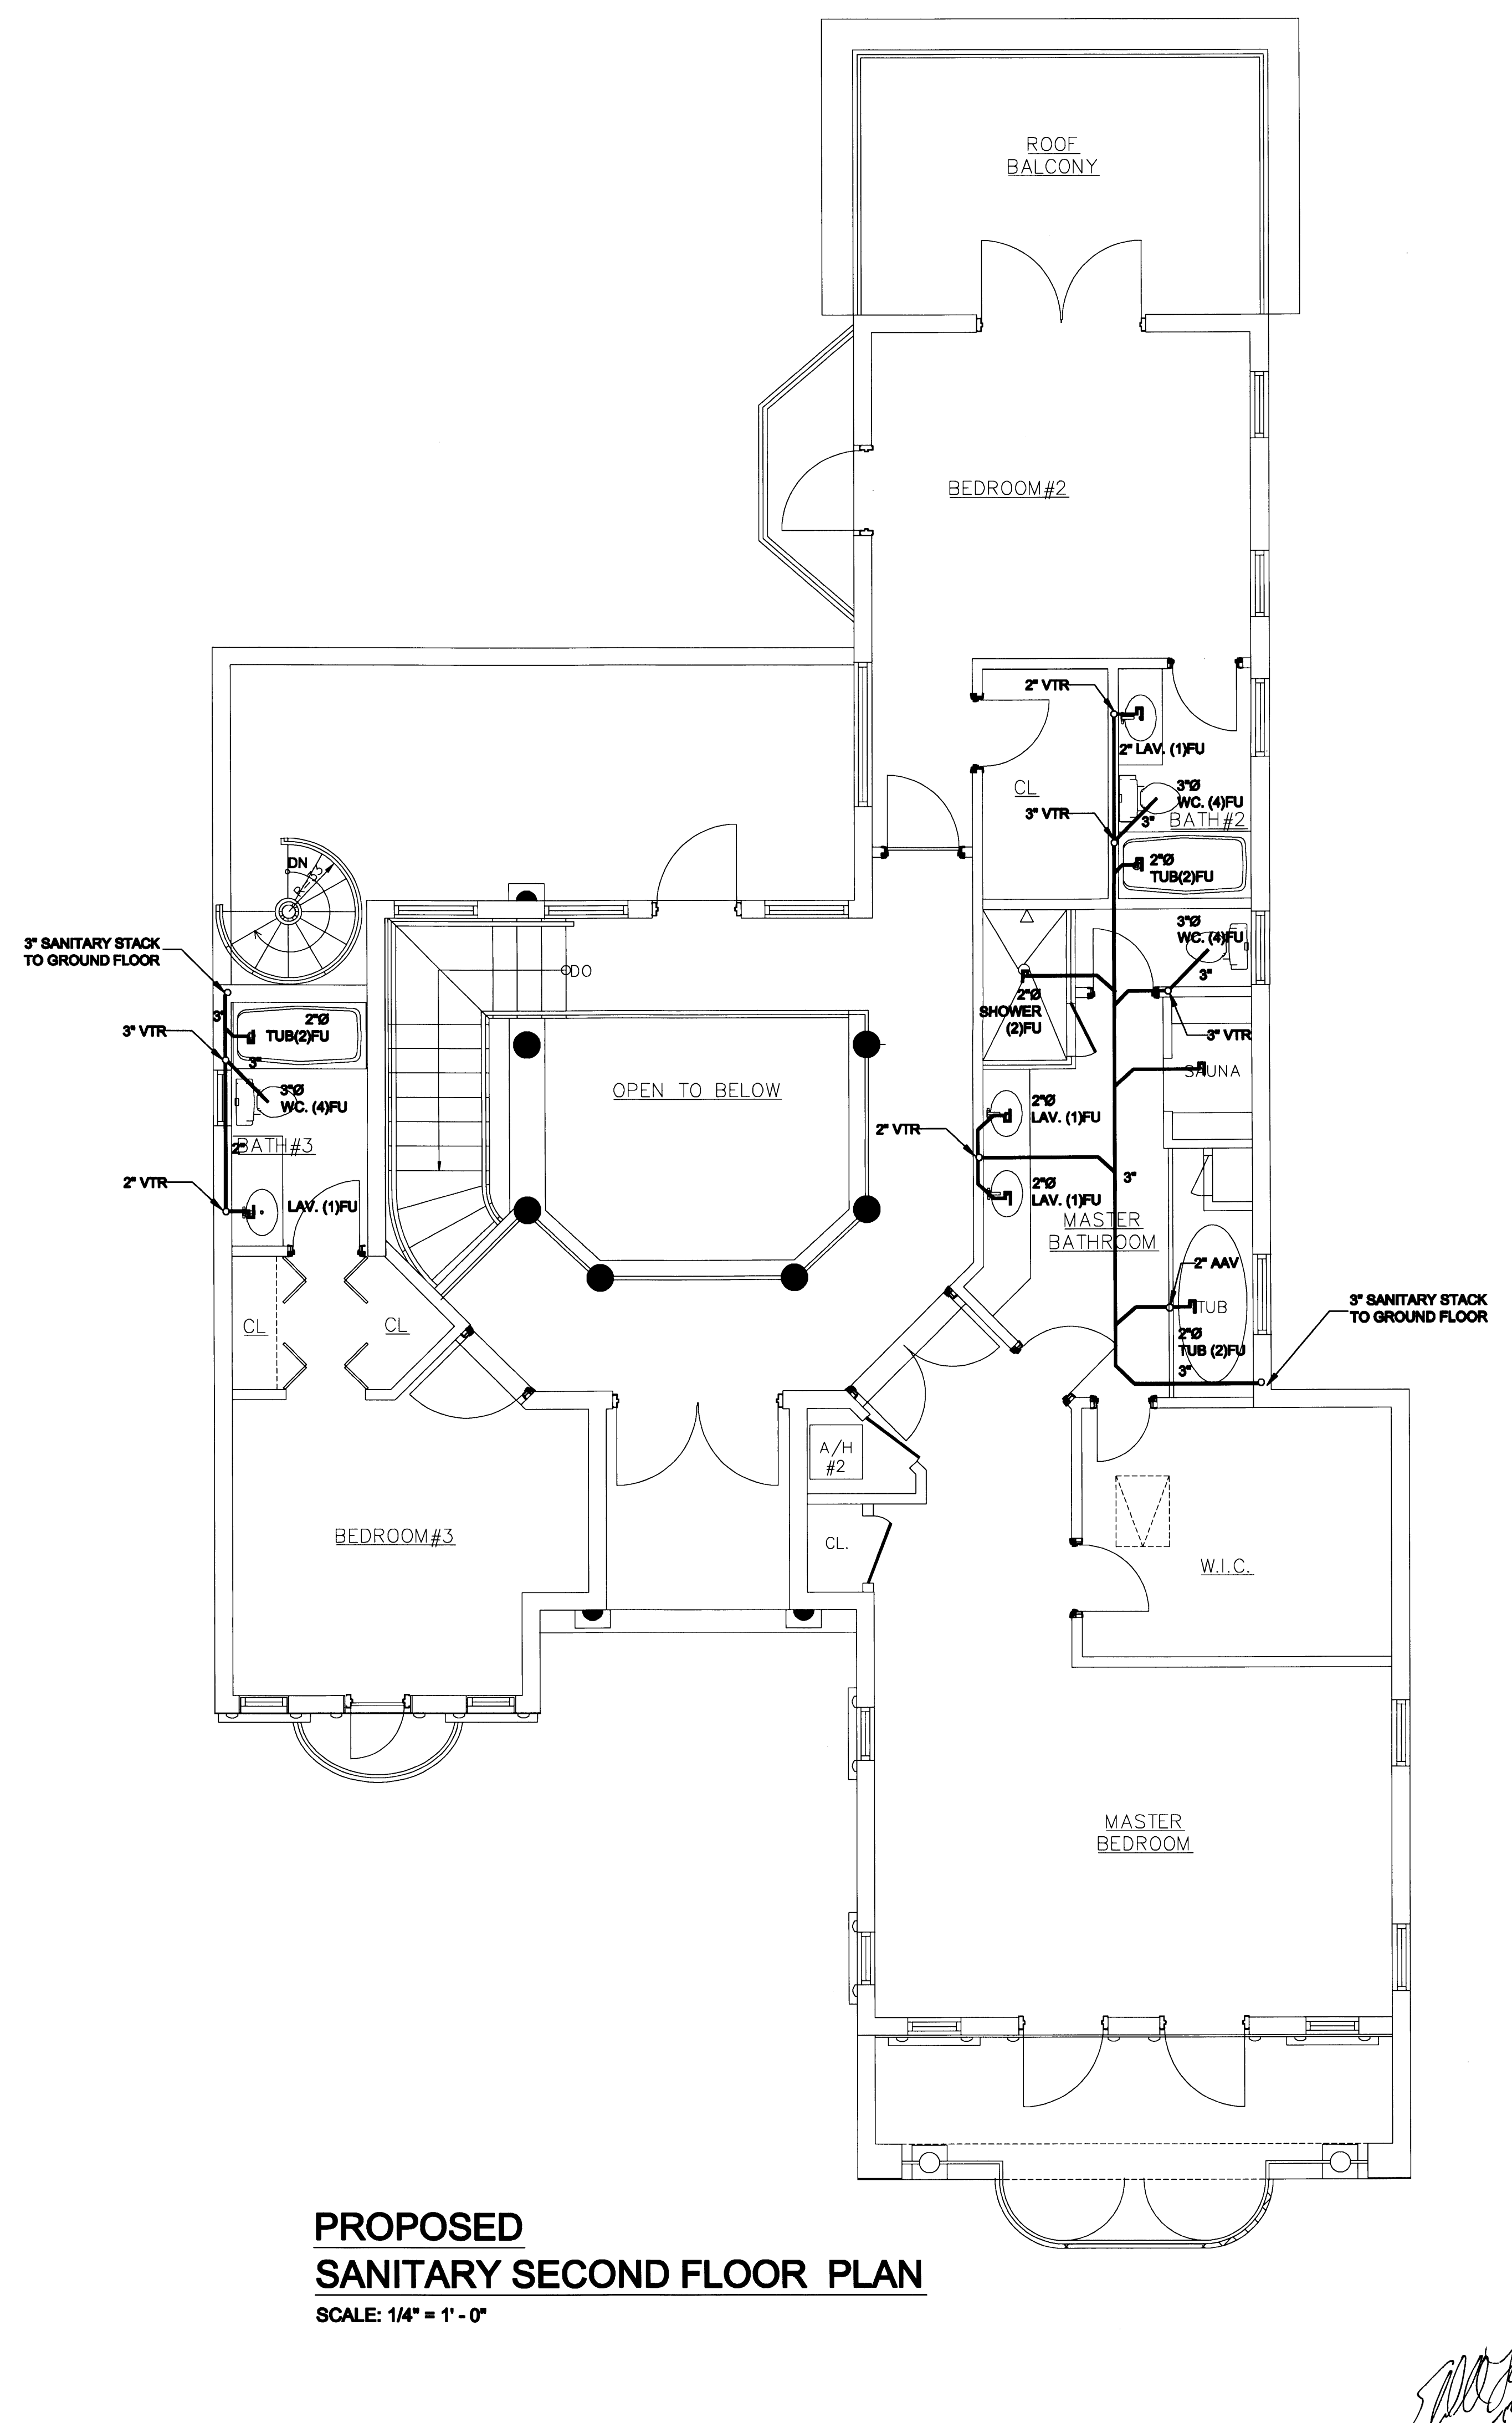 ROOF
BALCONY
BEDROOM#2
2" VTR
2" LAV. (1)FU
CL
3"Ø
WC. (4)FU
3" VTR
3"
BATH#2
2"Ø
TUB(2)FU
DN
3"Ø
WC. (4)FU
3"
3" SANITARY STACK
TO GROUND FLOOR
DO
2"Ø
SHOWER
(2)FU
3"
2"Ø
TUB(2)FU
3" VTR
3" VTR
3"
SAUNA
OPEN TO BELOW
3"Ø
WC. (4)FU
2"Ø
LAV. (1)FU
2" VTR
BATH#3
2"
3"
2" VTR
LAV. (1)FU
2"Ø
LAV. (1)FU
MASTER
BATHROOM
2" AAV
TUB
3" SANITARY STACK
TO GROUND FLOOR
CL
CL
2"Ø
TUB (2)FU
3"
A/H
#2
BEDROOM#3
CL.
W.I.C.
MASTER
BEDROOM
PROPOSED
SANITARY SECOND FLOOR PLAN
SCALE: 1/4" = 1' - 0"